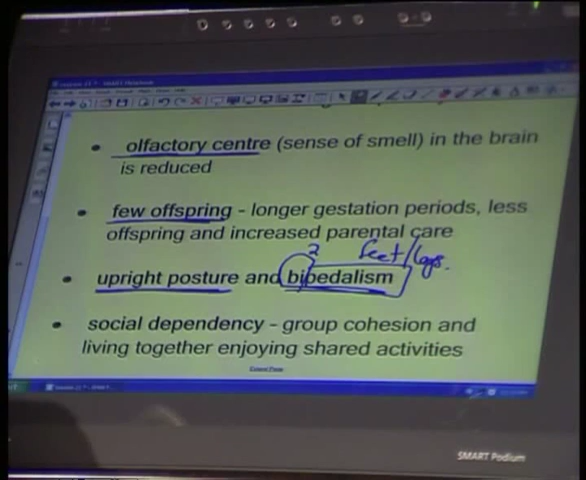 • olfactory centre (sense of smell) in the brain
is reduced
• few offspring - longer gestation periods, less
offspring and increased parental care
2 feet/legs.
• upright posture and bipedalism
• social dependency - group cohesion and
living together enjoying shared activities
Extend Page
SMART Podium